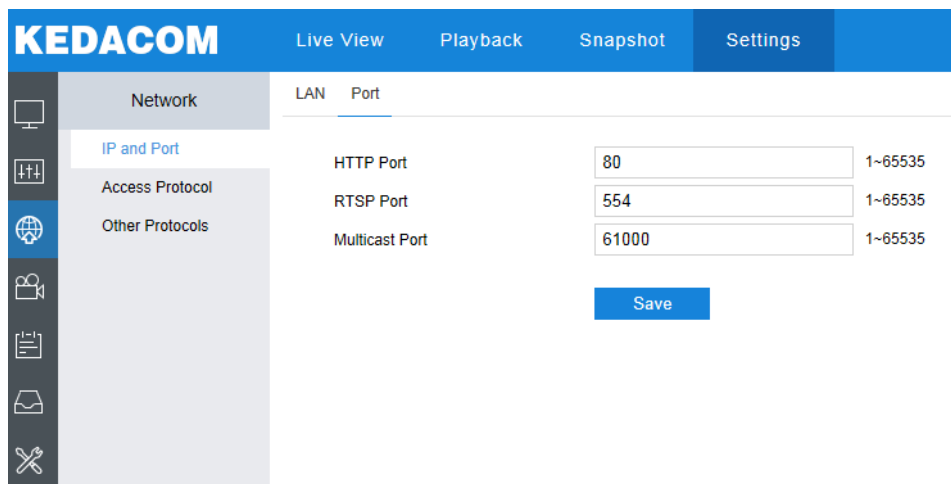 KEDACOM Live View Playback Snapshot Settings
Network
LAN Port
IP and Port
Access Protocol
Other Protocols
HTTP Port 80 1~65535
RTSP Port 554 1~65535
Multicast Port 61000 1~65535
Save